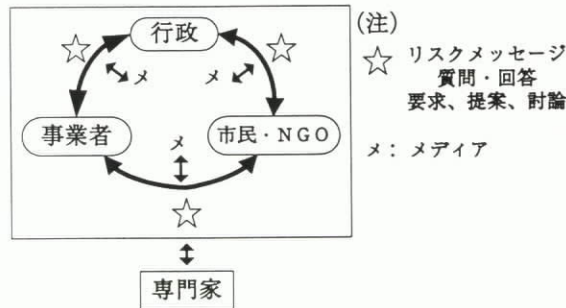 行政
メ
メ
事業者
メ
市民・NGO
専門家
(注)
☆ リスクメッセージ
質問・回答
要求、提案、討論
メ：メディア